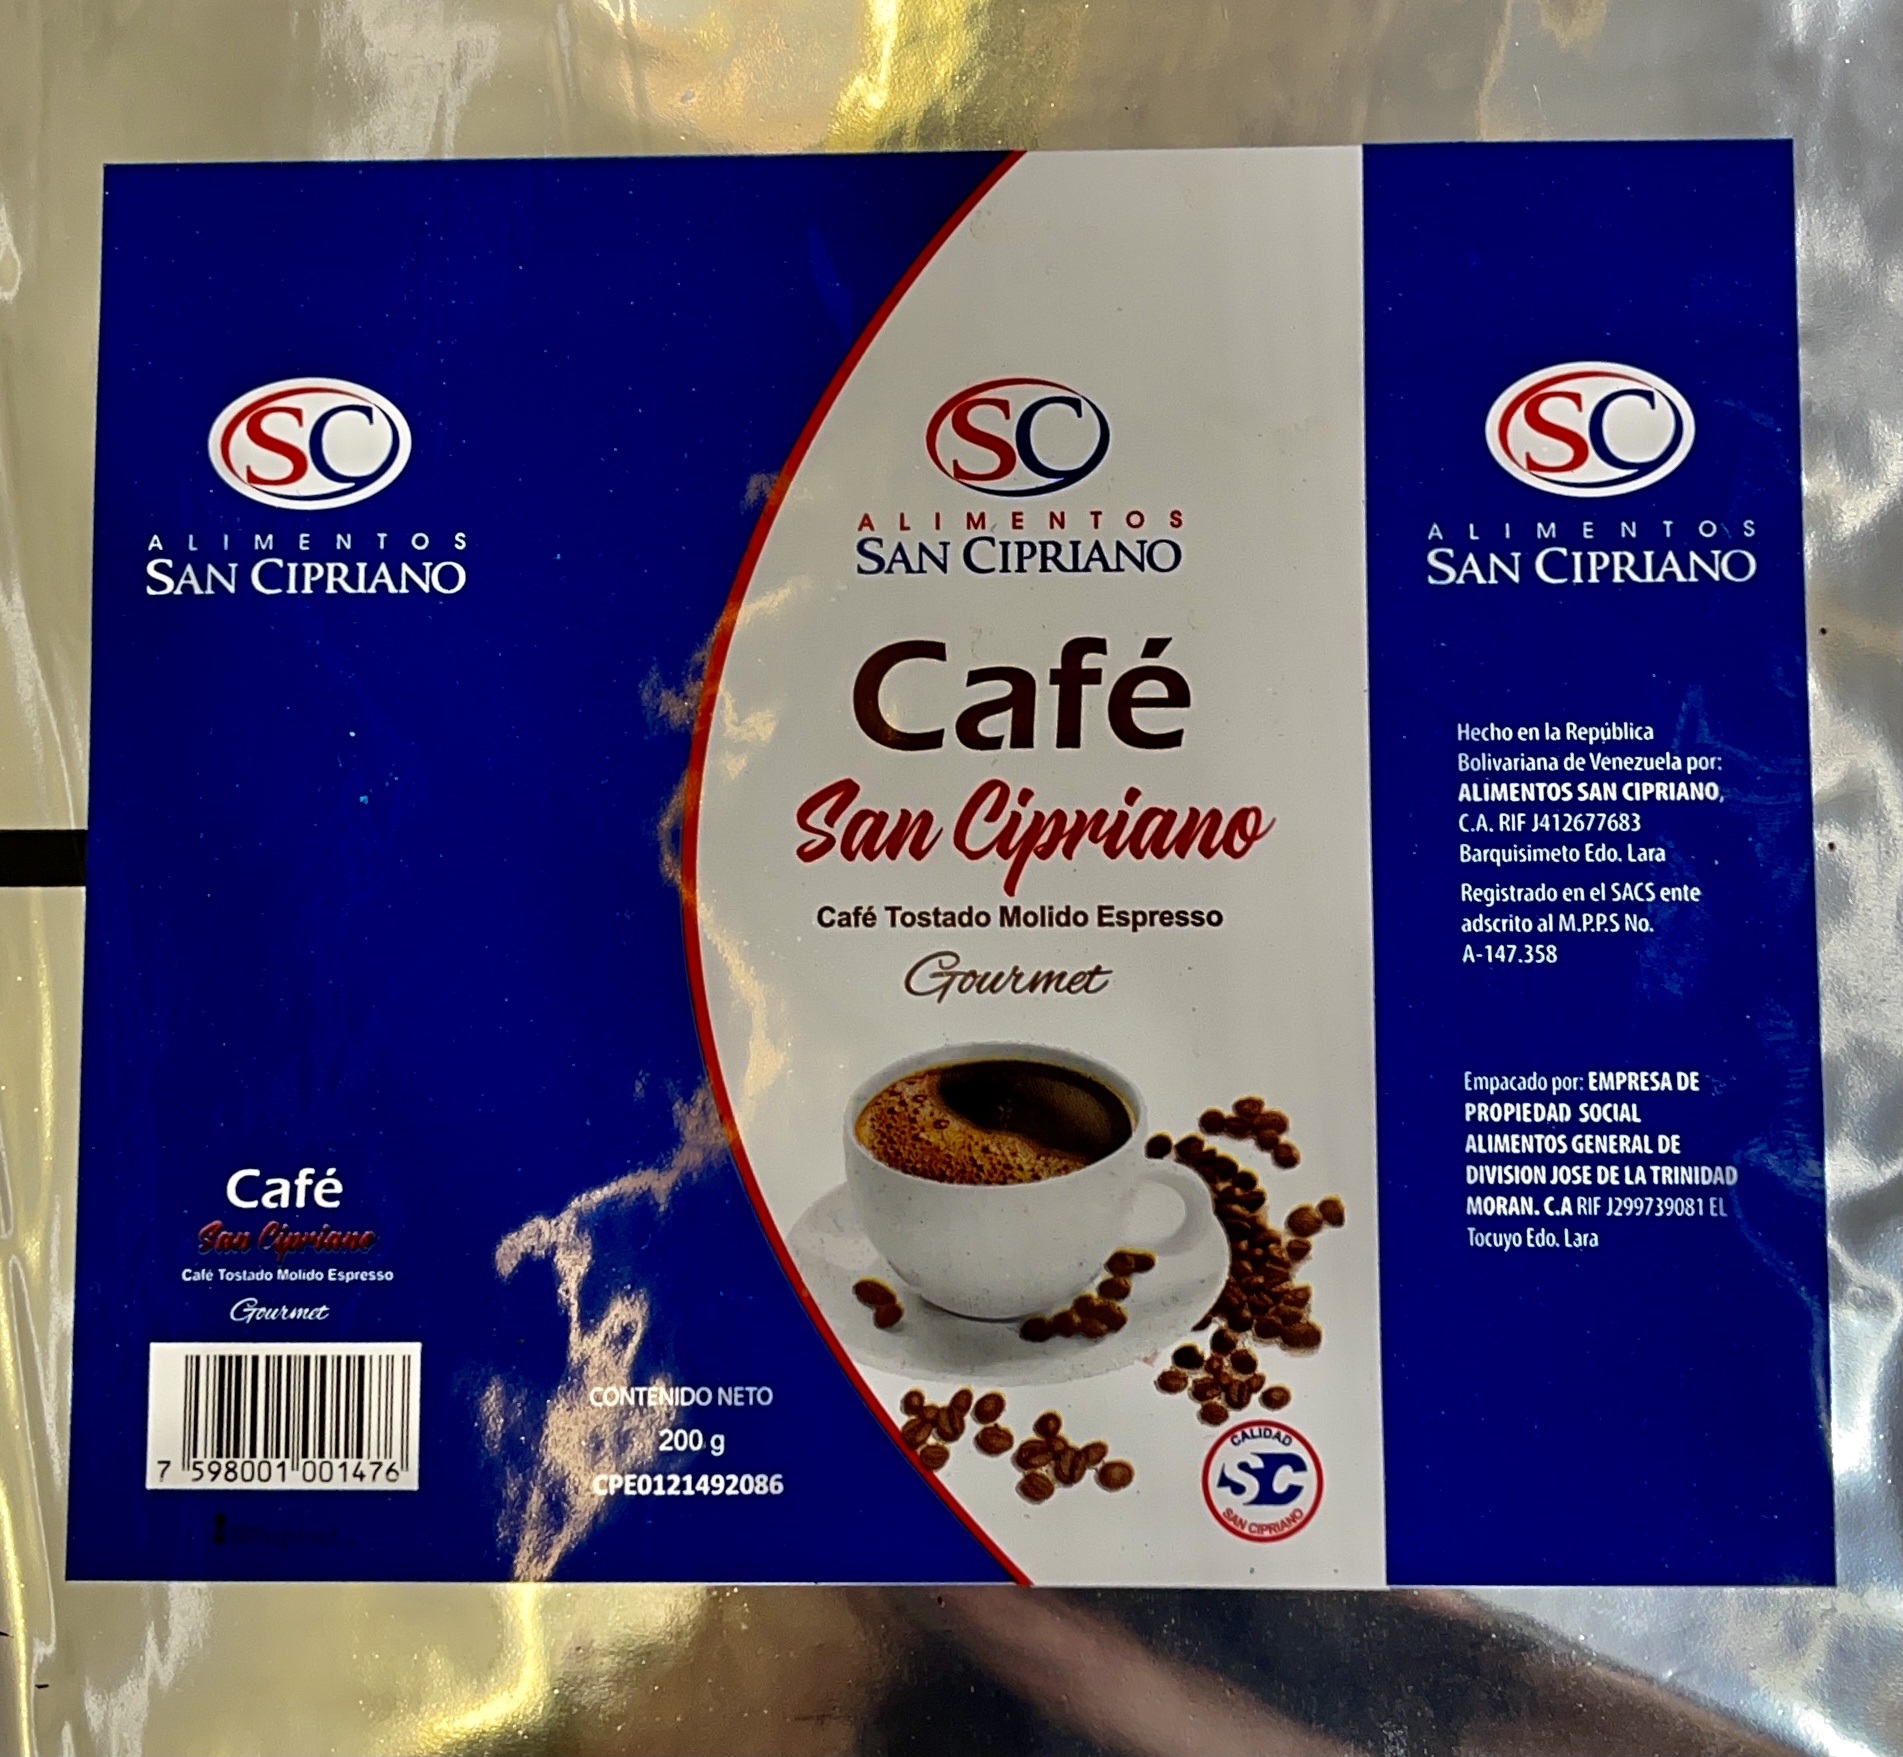 SC
ALIMENTOS
SAN CIPRIANO
Café
San Cipriano
Café Tostado Molido Espresso
Gourmet
7 598001 001476
CONTENIDO NETO
200 g
CPE0121492086
SC
ALIMENTOS
SAN CIPRIANO
Café
San Cipriano
Café Tostado Molido Espresso
Gourmet
CALIDAD
SC
SAN CIPRIANO
SC
ALIMENTOS
SAN CIPRIANO
Hecho en la República
Bolivariana de Venezuela por:
ALIMENTOS SAN CIPRIANO,
C.A. RIF J412677683
Barquisimeto Edo. Lara
Registrado en el SACS ente
adscrito al M.P.P.S No.
A-147.358
Empacado por: EMPRESA DE
PROPIEDAD SOCIAL
ALIMENTOS GENERAL DE
DIVISION JOSE DE LA TRINIDAD
MORAN. C.A RIF J299739081 EL
Tocuyo Edo. Lara